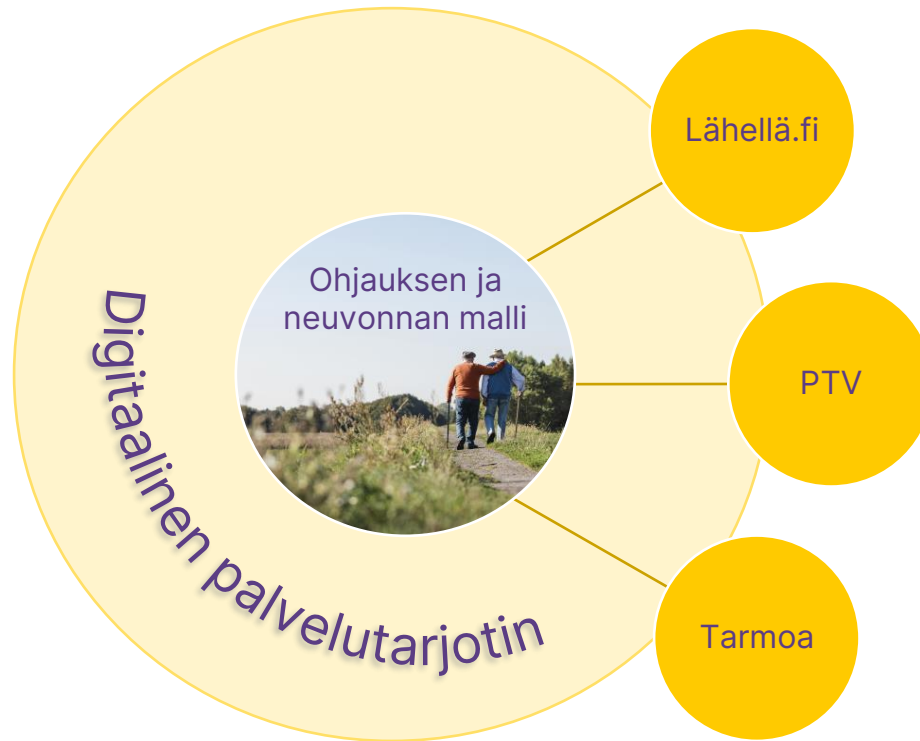 Ohjauksen ja
neuvonnan malli
Digitaalinen palvelutarjotin
Lähellä.fi
PTV
Tarmoa